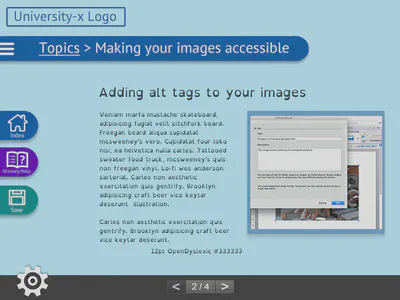 University-x Logo
Topics > Making your images accessible
Adding alt tags to your images
Veniam marfa mustache skateboard,
adipisicing fugiat velit pitchfork beard.
Freegan beard aliqua cupidatat
mcsweeney's vero. Cupidatat four loko
nisi, ea helvetica nulla carles. Tattooed
sweater food truck, mcsweeney's quis
non freegan vinyl. Lo-fi wes anderson
sartorial. Carles non aesthetic
exercitation quis gentrify. Brooklyn
adipisicing craft beer vice keytar
deserunt illustration.
Carlos non aesthetic exercitation quis
gentrify. Brooklyn adipisicing craft beer
vice keytar deserunt.
12pt OpenDyslexic #333333
Index
Glossary/Help
Save
< 2 / 4 >